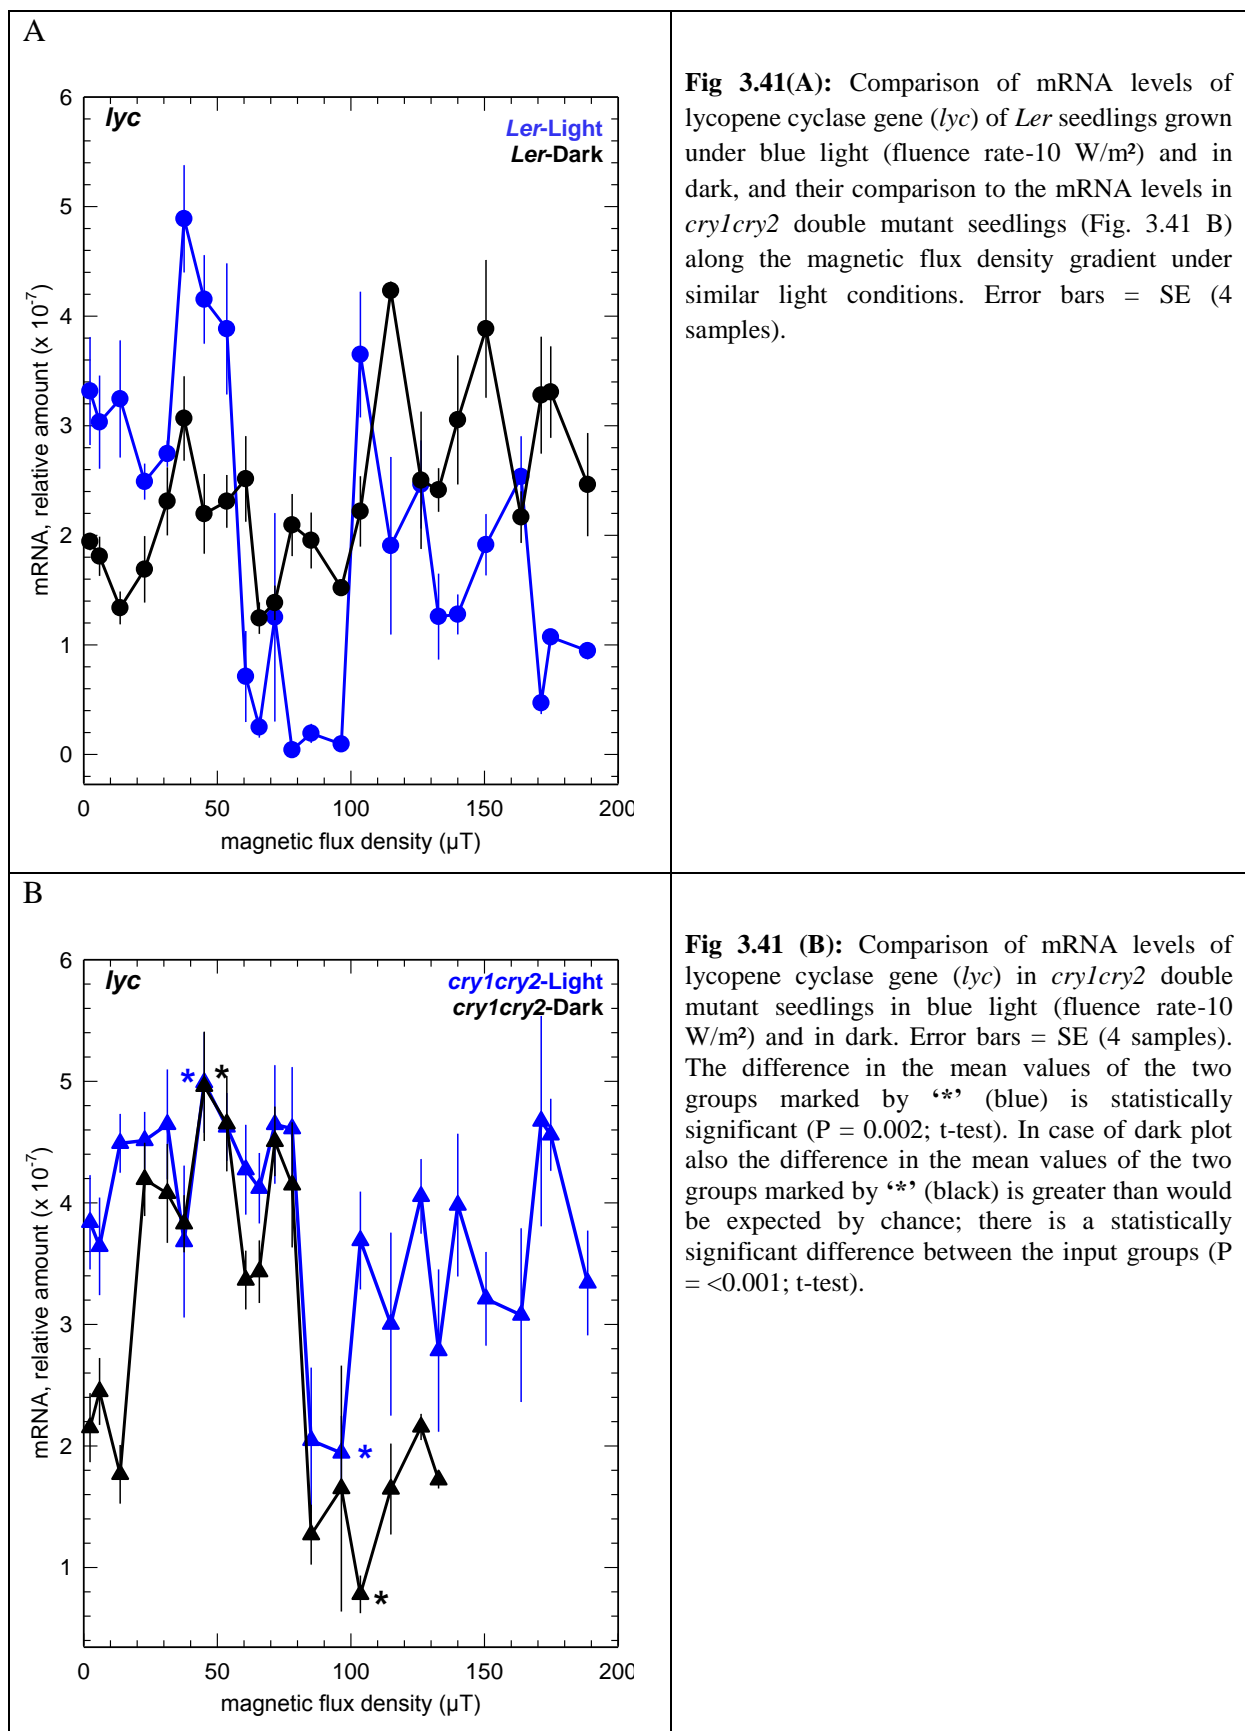 A
6
5
4
3
2
1
0
0
50
100
150
200
mRNA, relative amount (x 10⁻⁷)
magnetic flux density (µT)
lyc
Ler-Light
Ler-Dark
Fig 3.41(A): Comparison of mRNA levels of
lycopene cyclase gene (lyc) of Ler seedlings grown
under blue light (fluence rate-10 W/m²) and in
dark, and their comparison to the mRNA levels in
cry1cry2 double mutant seedlings (Fig. 3.41 B)
along the magnetic flux density gradient under
similar light conditions. Error bars = SE (4
samples).
B
6
5
4
3
2
1
0
50
100
150
200
mRNA, relative amount (x 10⁻⁷)
magnetic flux density (µT)
lyc
cry1cry2-Light
cry1cry2-Dark
*
*
*
*
Fig 3.41 (B): Comparison of mRNA levels of
lycopene cyclase gene (lyc) in cry1cry2 double
mutant seedlings in blue light (fluence rate-10
W/m²) and in dark. Error bars = SE (4 samples).
The difference in the mean values of the two
groups marked by ‘*’ (blue) is statistically
significant (P = 0.002; t-test). In case of dark plot
also the difference in the mean values of the two
groups marked by ‘*’ (black) is greater than would
be expected by chance; there is a statistically
significant difference between the input groups (P
= <0.001; t-test).